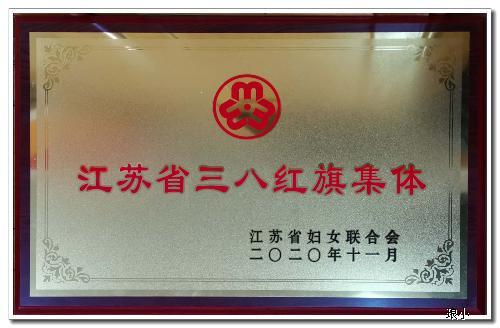 江苏省三八红旗集体
江苏省妇女联合会
二〇二〇年十一月